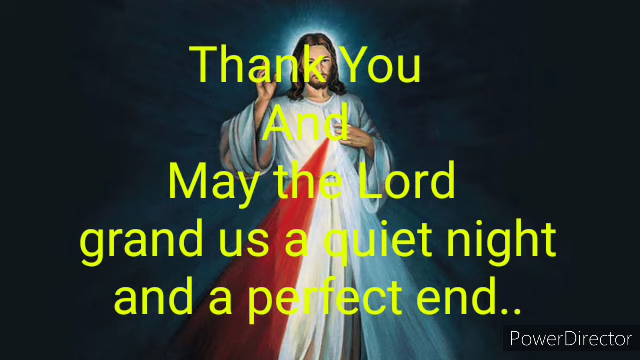 Thank You
And
May the Lord
grand us a quiet night
and a perfect end..
PowerDirector